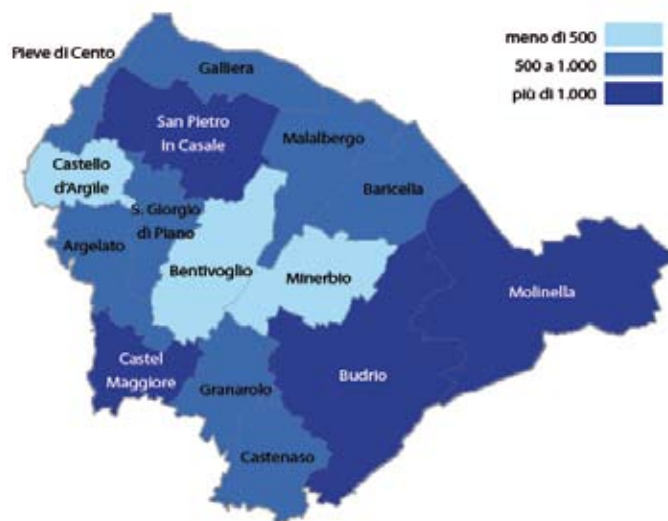 meno di 500
500 a 1.000
più di 1.000
Pieve di Cento
Galliera
San Pietro
in Casale
Malalbergo
Castello
d'Argile
Baricella
S. Giorgio
di Piano
Argelato
Bentivoglio
Minerbio
Molinella
Castel
Maggiore
Granarolo
Budrio
Castenaso